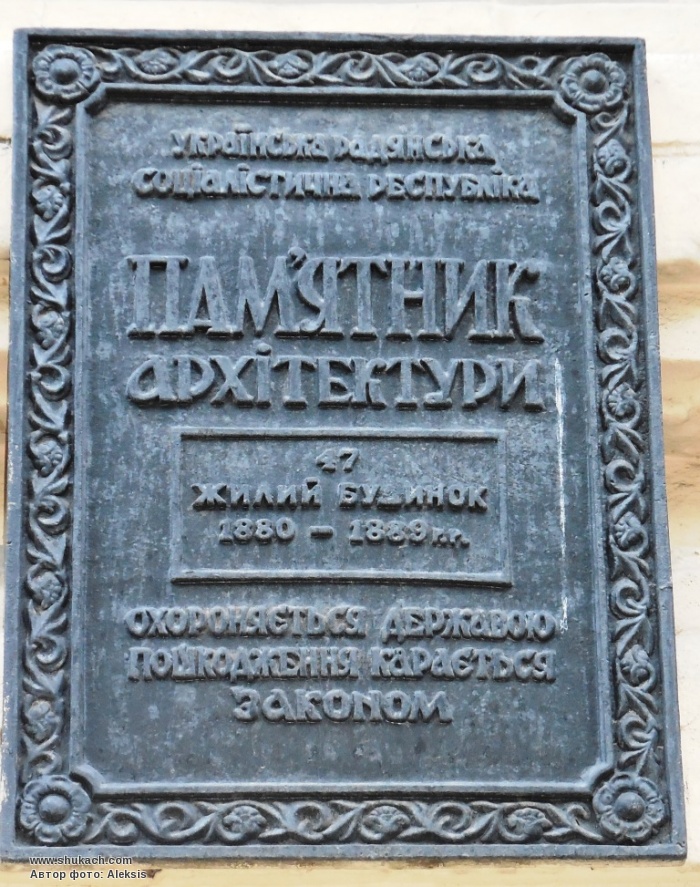 Українська Радянська
Соціалістична Республіка
ПАМ'ЯТНИК
АРХІТЕКТУРИ
47
ЖИЛИЙ БУДИНОК
1880 – 1889 г.г.
ОХОРОНЯЄТЬСЯ ДЕРЖАВОЮ
ПОШКОДЖЕННЯ КАРАЄТЬСЯ
ЗАКОНОМ
www.shukach.com
Автор фото: Aleksis